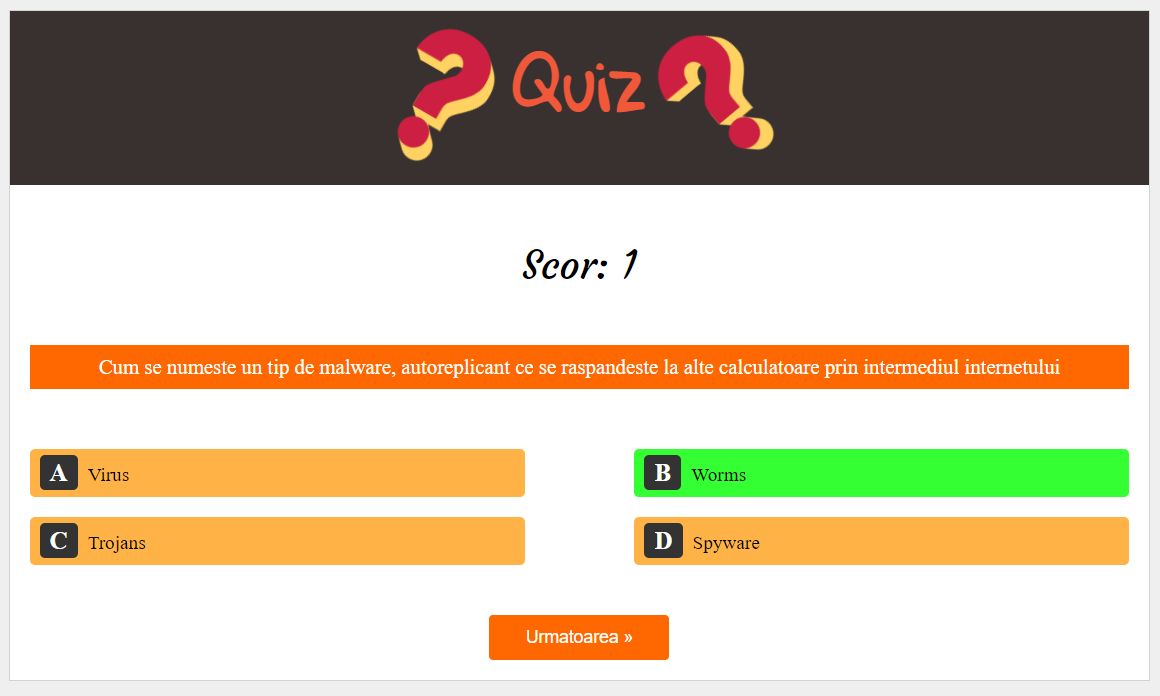 Quiz
Scor: 1
Cum se numeste un tip de malware, autoreplicant ce se raspandeste la alte calculatoare prin intermediul internetului
A Virus
B Worms
C Trojans
D Spyware
Urmatoarea »